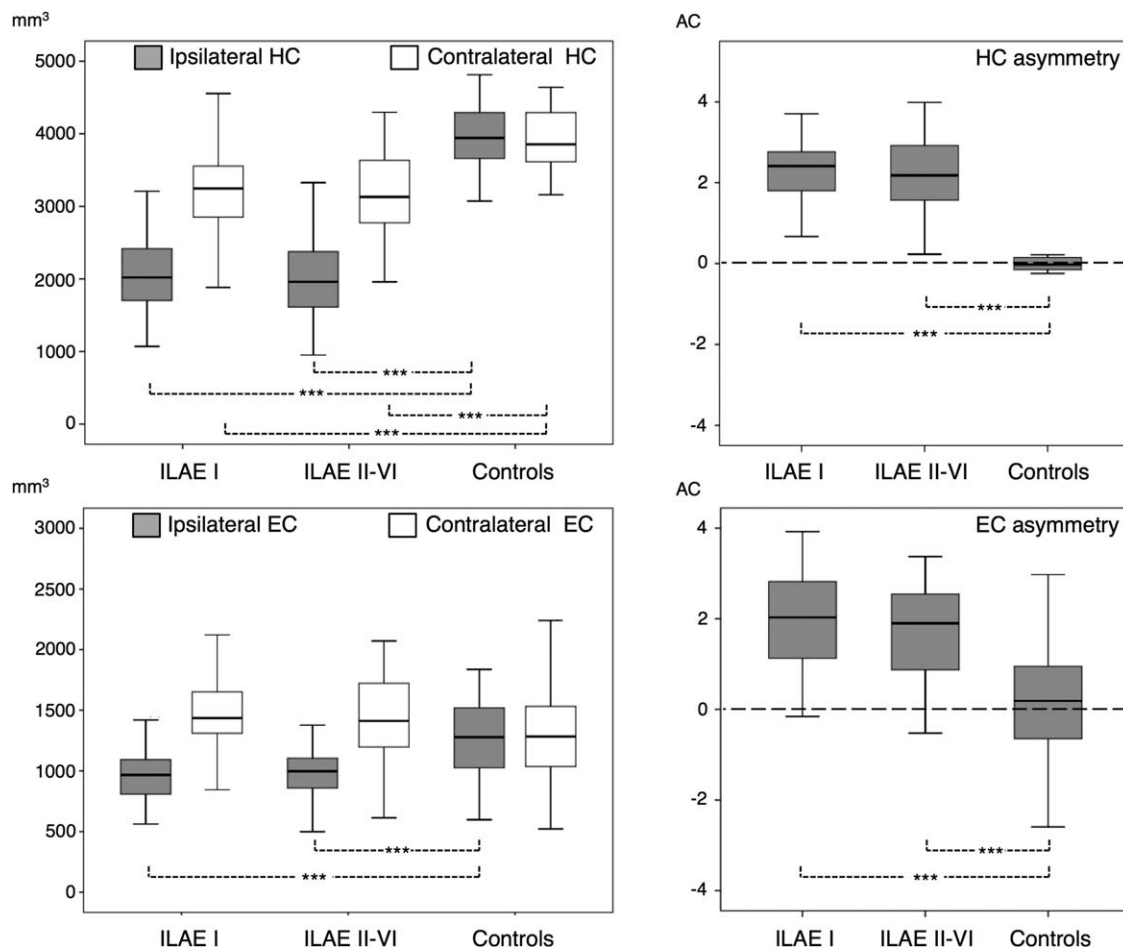 mm³
Ipsilateral HC
Contralateral HC
5000
4000
3000
2000
1000
0
***
***
***
***
ILAE I
ILAE II-VI
Controls
AC
HC asymmetry
4
2
0
-2
-4
***
***
ILAE I
ILAE II-VI
Controls
mm³
Ipsilateral EC
Contralateral EC
3000
2500
2000
1500
1000
500
0
***
***
ILAE I
ILAE II-VI
Controls
AC
EC asymmetry
4
2
0
-2
-4
***
***
ILAE I
ILAE II-VI
Controls